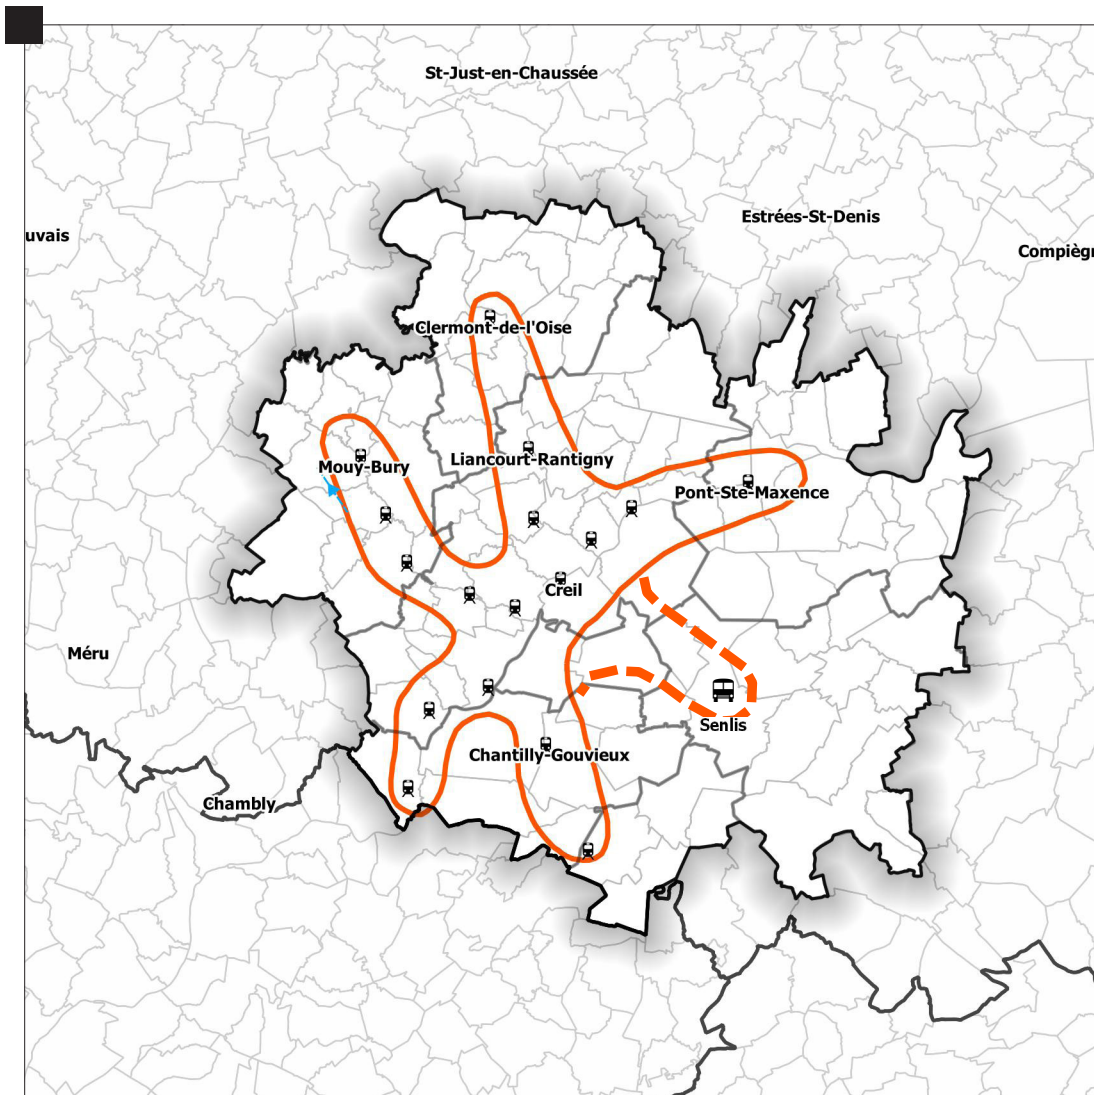 St-Just-en-Chaussée
Estrées-St-Denis
uvais
Compièg
Clermont-de-l'Oise
Liancourt-Rantigny
Mouy-Bury
Pont-Ste-Maxence
Creil
Méru
Senlis
Chantilly-Gouvieux
Chambly